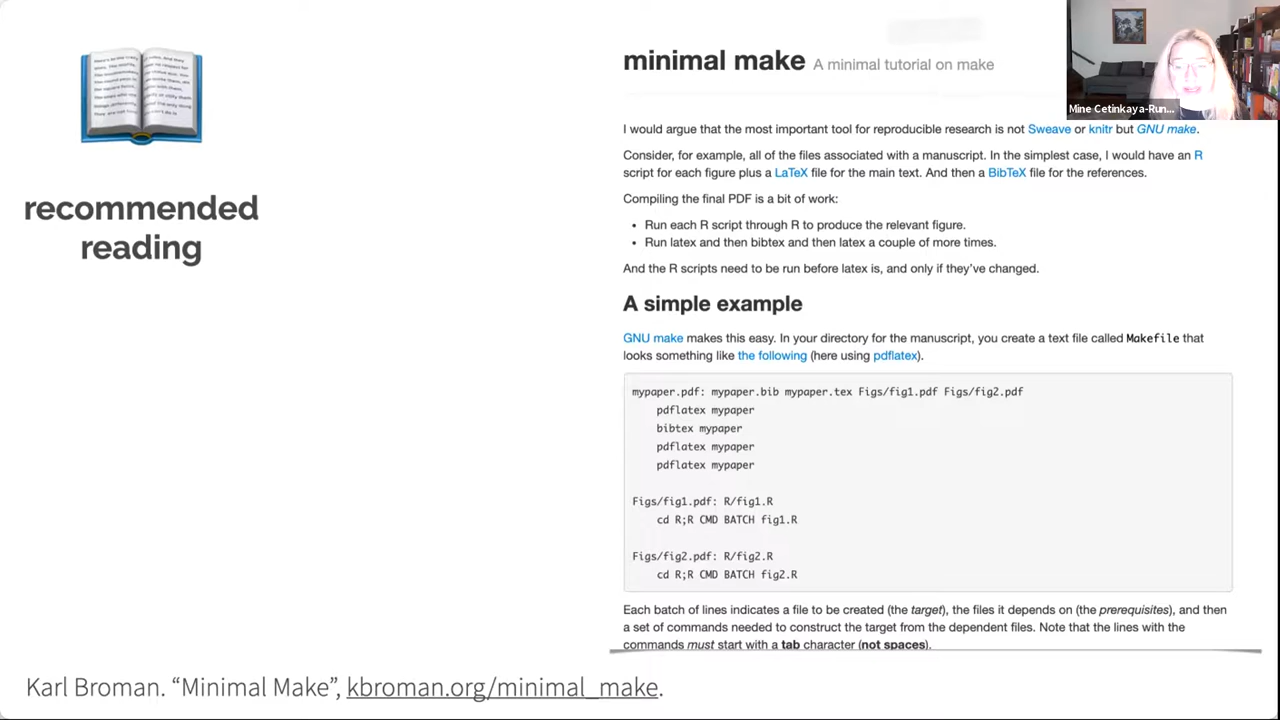 recommended
reading
minimal make A minimal tutorial on make
Mine Cetinkaya-Run...
I would argue that the most important tool for reproducible research is not Sweave or knitr but GNU make.
Consider, for example, all of the files associated with a manuscript. In the simplest case, I would have an R
script for each figure plus a LaTeX file for the main text. And then a BibTeX file for the references.
Compiling the final PDF is a bit of work:
• Run each R script through R to produce the relevant figure.
• Run latex and then bibtex and then latex a couple of more times.
And the R scripts need to be run before latex is, and only if they've changed.
A simple example
GNU make makes this easy. In your directory for the manuscript, you create a text file called Makefile that
looks something like the following (here using pdflatex).
mypaper.pdf: mypaper.bib mypaper.tex Figs/fig1.pdf Figs/fig2.pdf
    pdflatex mypaper
    bibtex mypaper
    pdflatex mypaper
    pdflatex mypaper
Figs/fig1.pdf: R/fig1.R
    cd R;R CMD BATCH fig1.R
Figs/fig2.pdf: R/fig2.R
    cd R;R CMD BATCH fig2.R
Each batch of lines indicates a file to be created (the target), the files it depends on (the prerequisites), and then
a set of commands needed to construct the target from the dependent files. Note that the lines with the
commands must start with a tab character (not spaces).
Karl Broman. “Minimal Make”, kbroman.org/minimal_make.